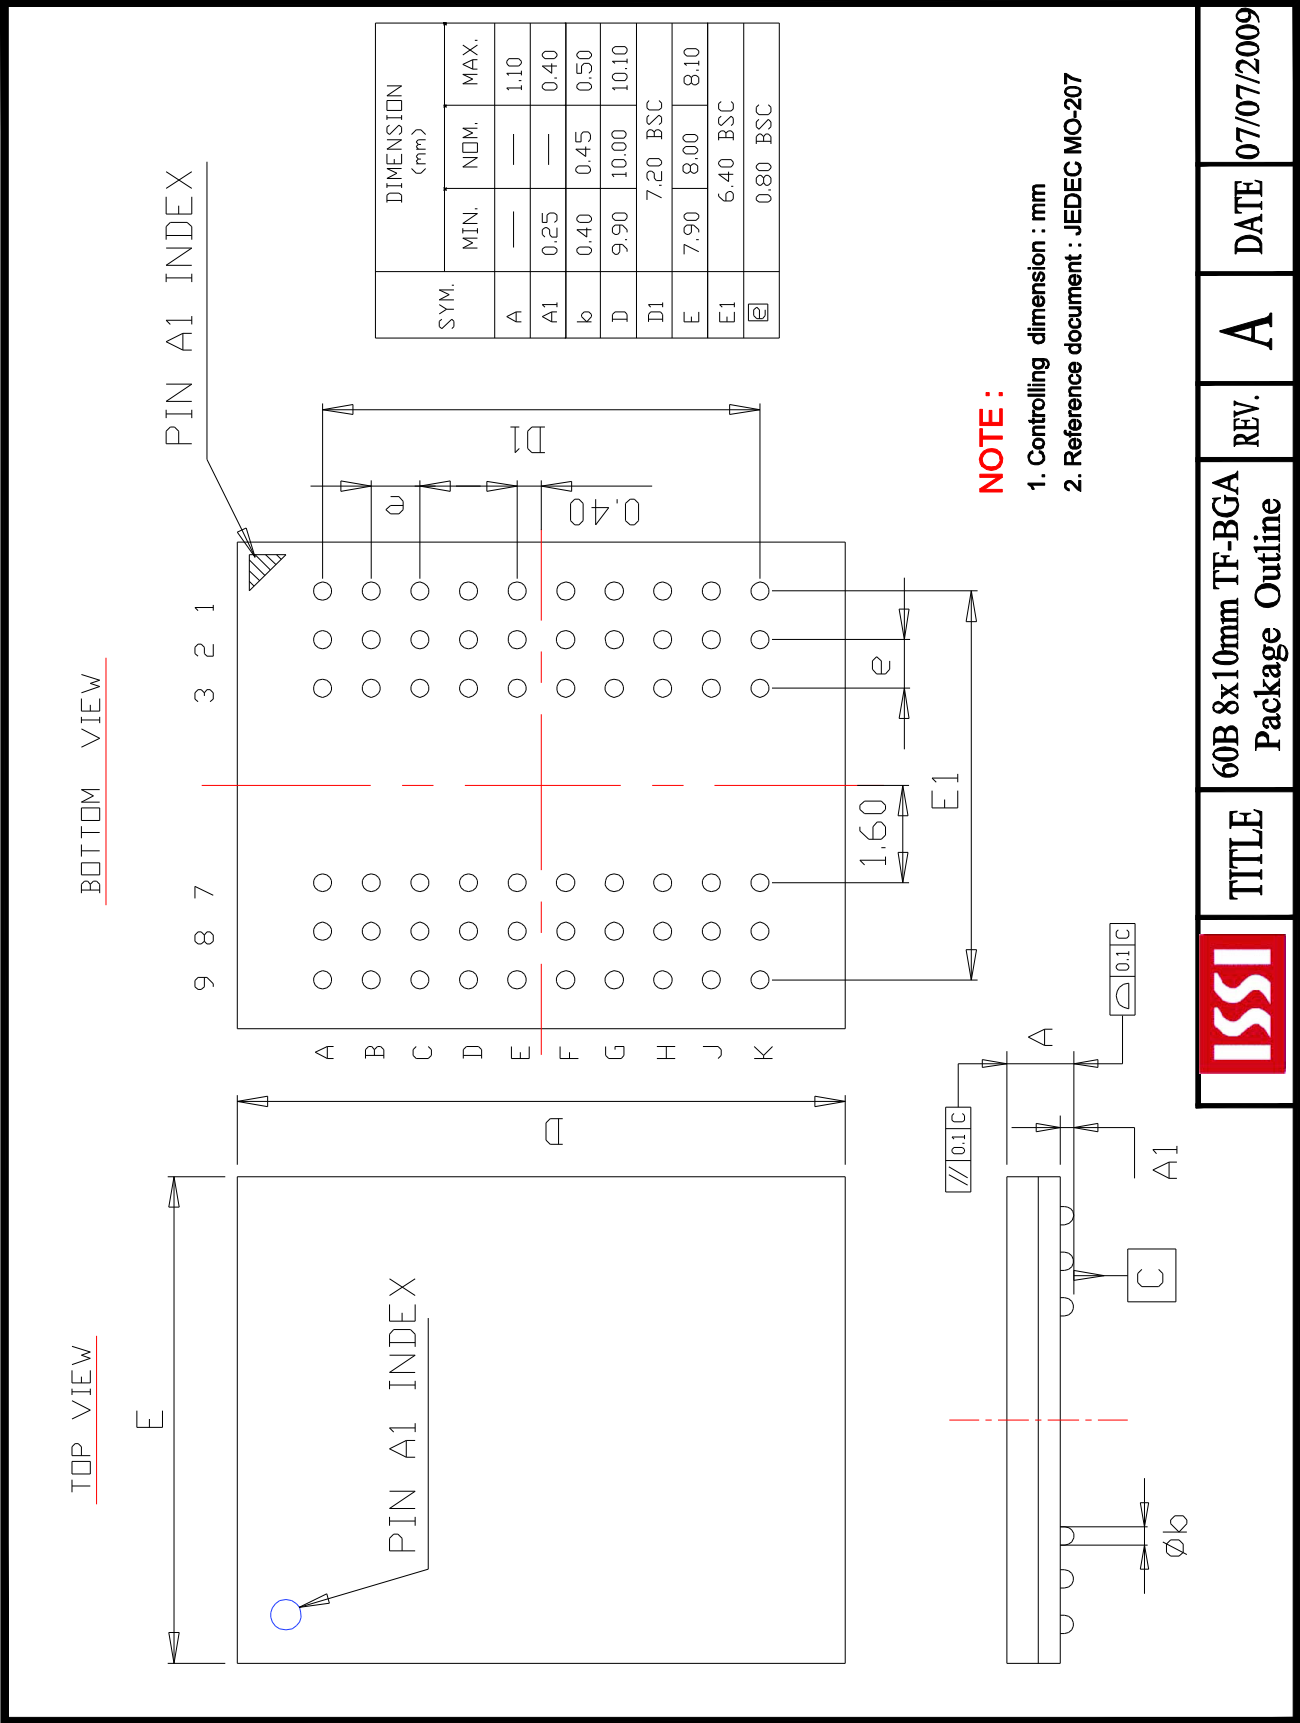 TOP VIEW
E
PIN A1 INDEX
D
BOTTOM VIEW
9 8 7 3 2 1
A
B
C
D
E
F
G
H
J
K
PIN A1 INDEX
e
0.40
D1
1.60
e
E1
SYM. DIMENSION
(mm)
MIN. NOM. MAX.
A — — 1.10
A1 0.25 — 0.40
b 0.40 0.45 0.50
D 9.90 10.00 10.10
D1 7.20 BSC
E 7.90 8.00 8.10
E1 6.40 BSC
e 0.80 BSC
// 0.1 C
A
⌓ 0.1 C
A1
C
Øb
NOTE :
1. Controlling dimension : mm
2. Reference document : JEDEC MO-207
ISSI
TITLE
60B 8x10mm TF-BGA
Package Outline
REV.
A
DATE
07/07/2009